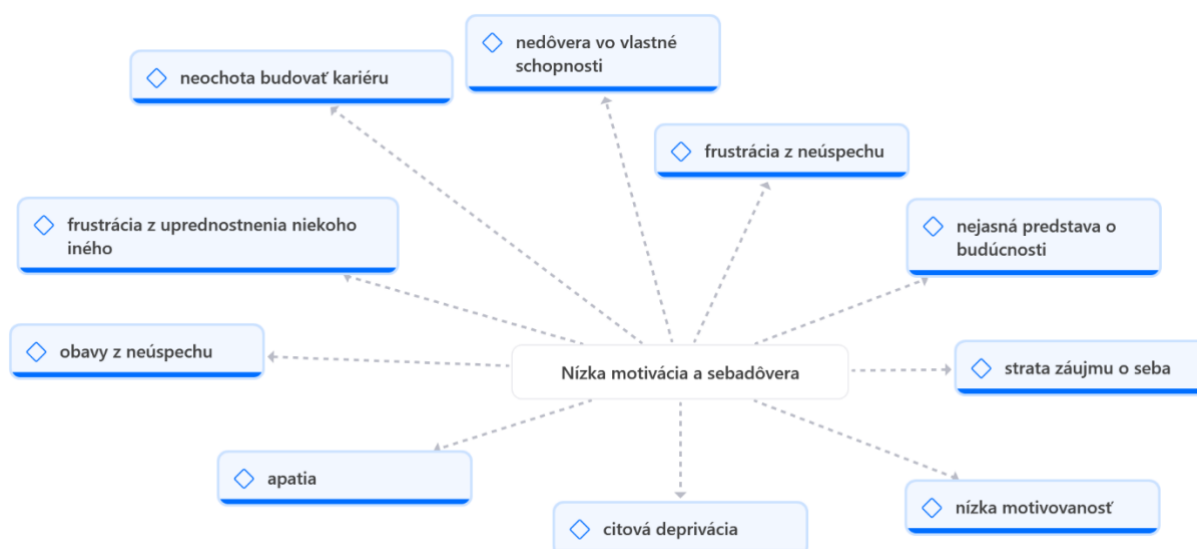 nedôvera vo vlastné
schopnosti
neochota budovať kariéru
frustrácia z neúspechu
frustrácia z uprednostnenia niekoho
iného
nejasná predstava o
budúcnosti
obavy z neúspechu
Nízka motivácia a sebadôvera
strata záujmu o seba
apatia
nízka motivovanosť
citová deprivácia